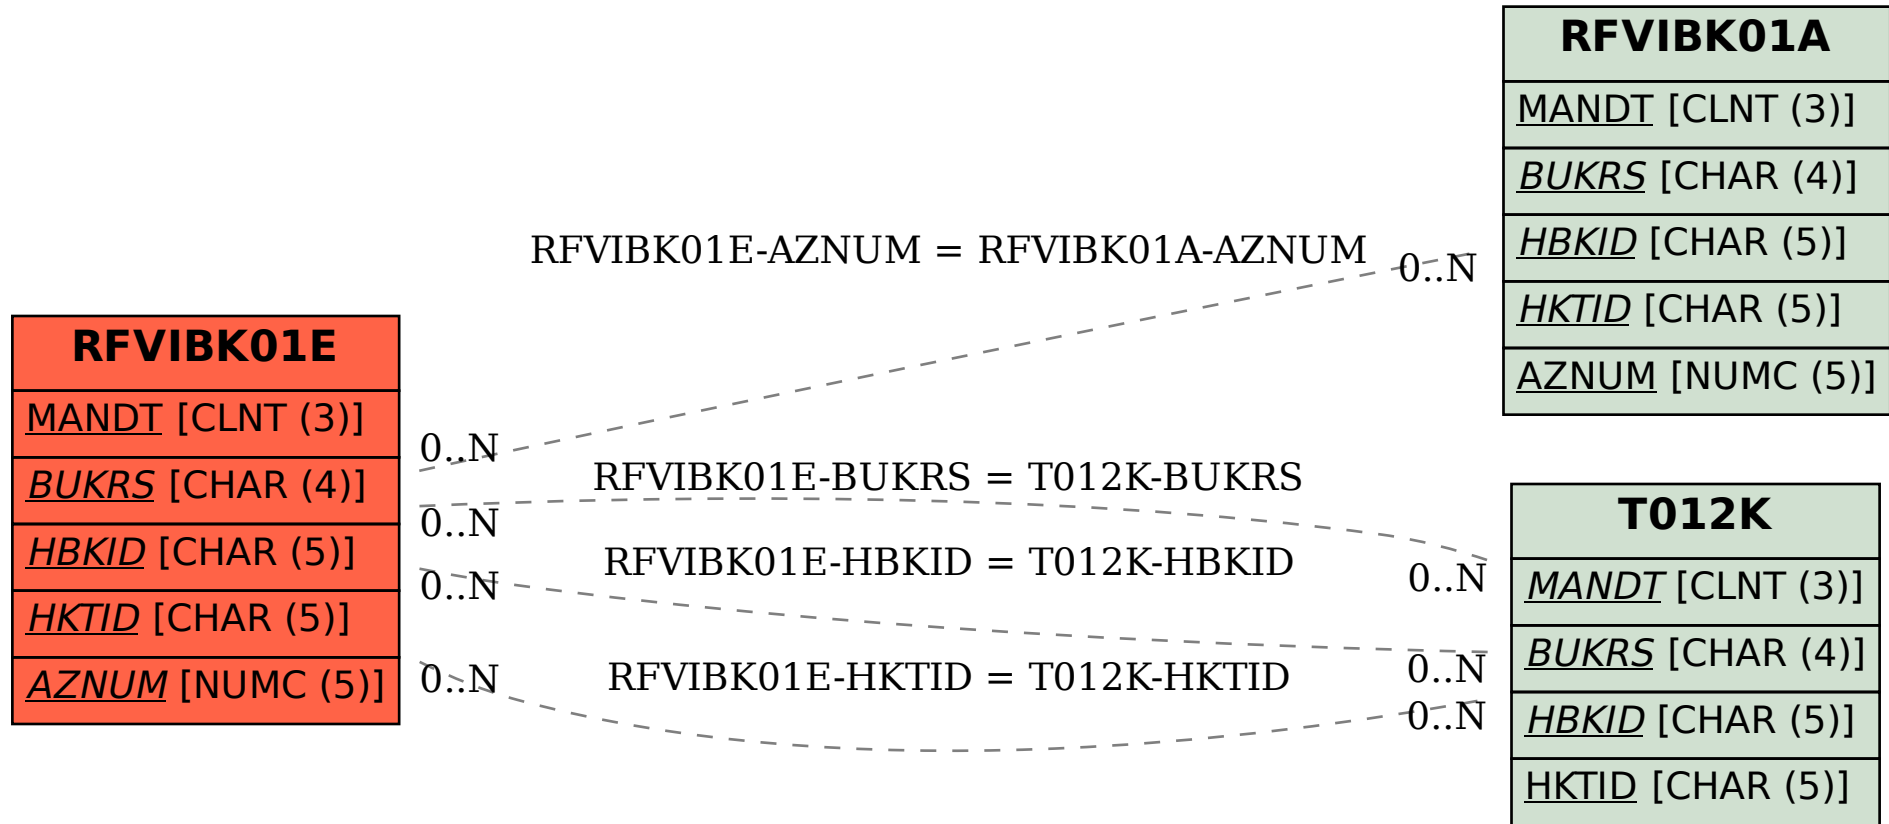 RFVIBK01A
MANDT [CLNT (3)]
BUKRS [CHAR (4)]
HBKID [CHAR (5)]
HKTID [CHAR (5)]
AZNUM [NUMC (5)]
RFVIBK01E-AZNUM = RFVIBK01A-AZNUM
0..N
RFVIBK01E
MANDT [CLNT (3)]
BUKRS [CHAR (4)]
HBKID [CHAR (5)]
HKTID [CHAR (5)]
AZNUM [NUMC (5)]
0..N
RFVIBK01E-BUKRS = T012K-BUKRS
0..N
RFVIBK01E-HBKID = T012K-HBKID
0..N
0..N
RFVIBK01E-HKTID = T012K-HKTID
0..N
0..N
0..N
T012K
MANDT [CLNT (3)]
BUKRS [CHAR (4)]
HBKID [CHAR (5)]
HKTID [CHAR (5)]